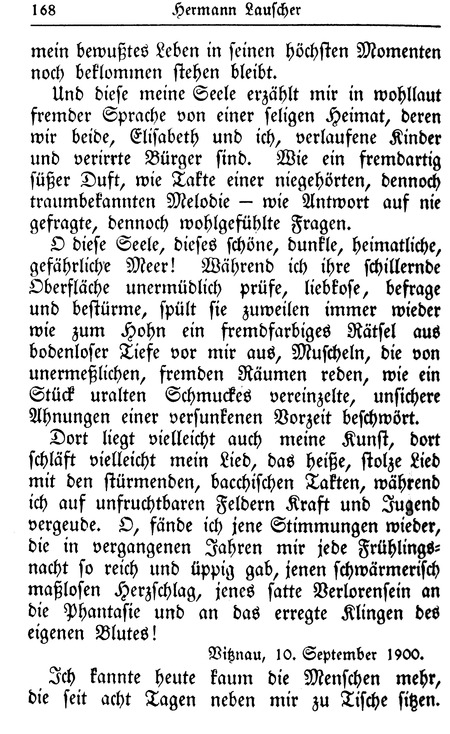 168 Hermann Lauscher
mein bewußtes Leben in seinen höchsten Momenten
noch beklommen stehen bleibt.
Und diese meine Seele erzählt mir in wohllaut
fremder Sprache von einer seligen Heimat, deren
wir beide, Elisabeth und ich, verlaufene Kinder
und verirrte Bürger sind. Wie ein fremdartig
süßer Duft, wie Takte einer niegehörten, dennoch
traumbekannten Melodie — wie Antwort auf nie
gefragte, dennoch wohlgefühlte Fragen.
O diese Seele, dieses schöne, dunkle, heimatliche,
gefährliche Meer! Während ich ihre schillernde
Oberfläche unermüdlich prüfe, liebkose, befrage
und bestürme, spült sie zuweilen immer wieder
wie zum Hohn ein fremdfarbiges Rätsel aus
bodenloser Tiefe vor mir aus, Muscheln, die von
unermeßlichen, fremden Räumen reden, wie ein
Stück uralten Schmuckes vereinzelte, unsichere
Ahnungen einer versunkenen Vorzeit beschwört.
Dort liegt vielleicht auch meine Kunst, dort
schläft vielleicht mein Lied, das heiße, stolze Lied
mit den stürmenden, bacchischen Takten, während
ich auf unfruchtbaren Feldern Kraft und Jugend
vergeude. O, fände ich jene Stimmungen wieder,
die in vergangenen Jahren mir jede Frühlings-
nacht so reich und üppig gab, jenen schwärmerisch
maßlosen Herzschlag, jenes satte Verlorensein an
die Phantasie und an das erregte Klingen des
eigenen Blutes!
Vitznau, 10. September 1900.
Ich kannte heute kaum die Menschen mehr,
die seit acht Tagen neben mir zu Tische sitzen.